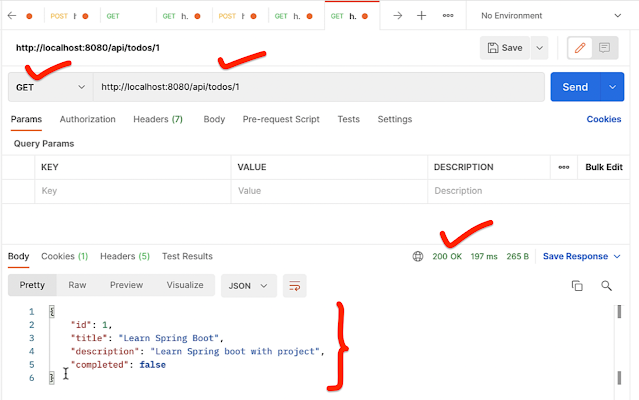 POST h. GET GET h. POST h. GET h. GET h. No Environment
http://localhost:8080/api/todos/1 Save
GET http://localhost:8080/api/todos/1 Send
Params Authorization Headers (7) Body Pre-request Script Tests Settings Cookies
Query Params
KEY VALUE DESCRIPTION Bulk Edit
Key Value Description
Body Cookies (1) Headers (5) Test Results 200 OK 197 ms 265 B Save Response
Pretty Raw Preview Visualize JSON
1 {
2 "id": 1,
3 "title": "Learn Spring Boot",
4 "description": "Learn Spring boot with project",
5 "completed": false
6 }